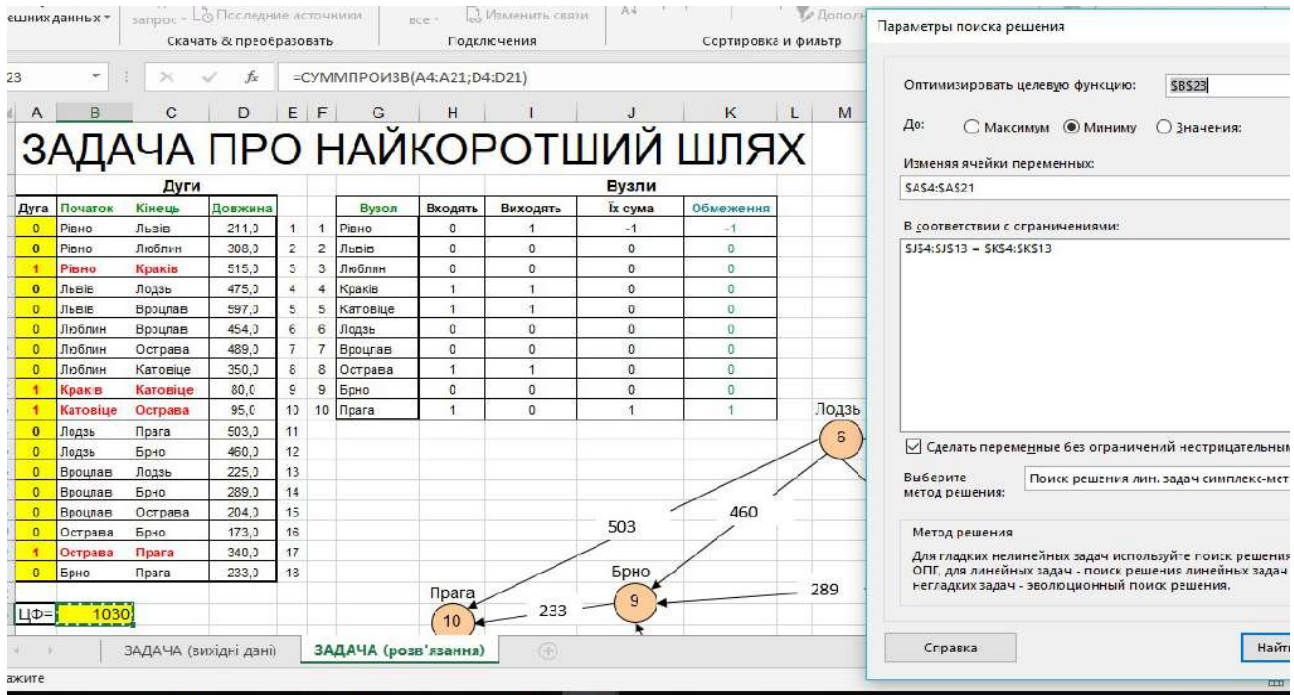 ешних данных
запрос
Последние источники
все
Изменить связи
Дополн
Скачать & преобразовать
Подключения
Сортировка и фильтр
23
fx
=СУММПРОИЗВ(A4:A21;D4:D21)
A B C D E F G H I J K L M
ЗАДАЧА ПРО НАЙКОРОТШИЙ ШЛЯХ
Дуги Вузли
Дуга Початок Кінець Довжина Вузол Входять Виходять Їх сума Обмеження
0 Рівно Львів 211,0 1 1 Рівно 0 1 -1 -1
0 Рівно Люблин 308,0 2 2 Львів 0 0 0 0
1 Рівно Краків 515,0 3 3 Люблин 0 0 0 0
0 Львів Лодзь 475,0 4 4 Краків 1 1 0 0
0 Львів Вроцлав 597,0 5 5 Катовіце 1 1 0 0
0 Люблин Вроцлав 454,0 6 6 Лодзь 0 0 0 0
0 Люблин Острава 489,0 7 7 Вроцлав 0 0 0 0
0 Люблин Катовіце 350,0 8 8 Острава 1 1 0 0
1 Краків Катовіце 80,0 9 9 Брно 0 0 0 0
1 Катовіце Острава 95,0 10 10 Прага 1 0 1 1
0 Лодзь Прага 503,0 11
0 Лодзь Брно 460,0 12
0 Вроцлав Лодзь 225,0 13
0 Вроцлав Брно 289,0 14
0 Вроцлав Острава 204,0 15
0 Острава Брно 173,0 16
1 Острава Прага 340,0 17
0 Брно Прага 233,0 18
ЦФ= 1030
Лодзь
6
503
460
Брно
9
289
Прага
10
233
ЗАДАЧА (вихідні дані)
ЗАДАЧА (розв'язання)
ажите
Параметры поиска решения
Оптимизировать целевую функцию: $B$23
До: Максимум Миниму Значения:
Изменяя ячейки переменных:
$A$4:$A$21
В соответствии с ограничениями:
$J$4:$J$13 = $K$4:$K$13
Сделать переменные без ограничений неотрицательным
Выберите
метод решения:
Поиск решения лин. задач симплекс-мет
Метод решения
Для гладких нелинейных задач используйте поиск решения
ОПГ, для линейных задач - поиск решения линейных задач
негладких задач - эволюционный поиск решения.
Справка
Найти